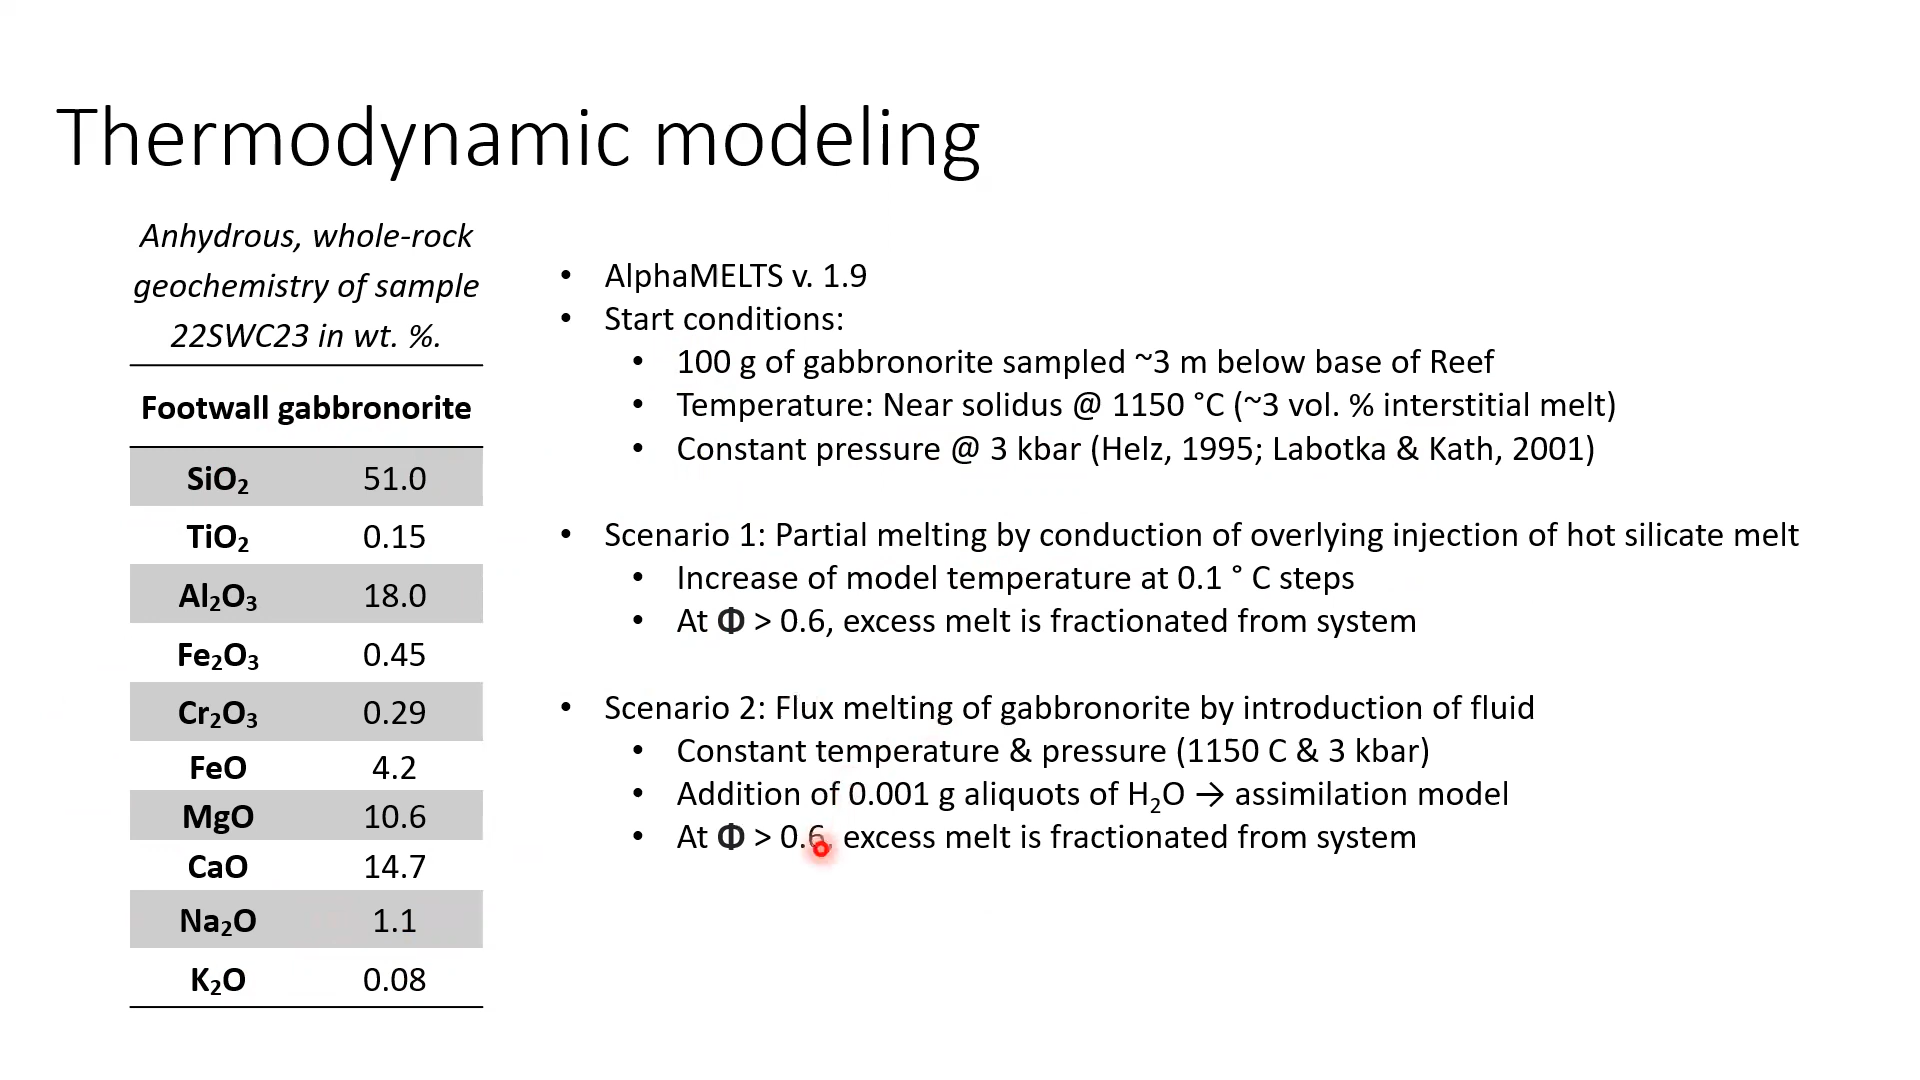 Thermodynamic modeling
Anhydrous, whole-rock
geochemistry of sample
22SWC23 in wt. %.
Footwall gabbronorite
SiO₂ 51.0
TiO₂ 0.15
Al₂O₃ 18.0
Fe₂O₃ 0.45
Cr₂O₃ 0.29
FeO 4.2
MgO 10.6
CaO 14.7
Na₂O 1.1
K₂O 0.08
• AlphaMELTS v. 1.9
• Start conditions:
• 100 g of gabbronorite sampled ~3 m below base of Reef
• Temperature: Near solidus @ 1150 °C (~3 vol. % interstitial melt)
• Constant pressure @ 3 kbar (Helz, 1995; Labotka & Kath, 2001)
• Scenario 1: Partial melting by conduction of overlying injection of hot silicate melt
• Increase of model temperature at 0.1 ° C steps
• At Φ > 0.6, excess melt is fractionated from system
• Scenario 2: Flux melting of gabbronorite by introduction of fluid
• Constant temperature & pressure (1150 C & 3 kbar)
• Addition of 0.001 g aliquots of H₂O → assimilation model
• At Φ > 0.6, excess melt is fractionated from system